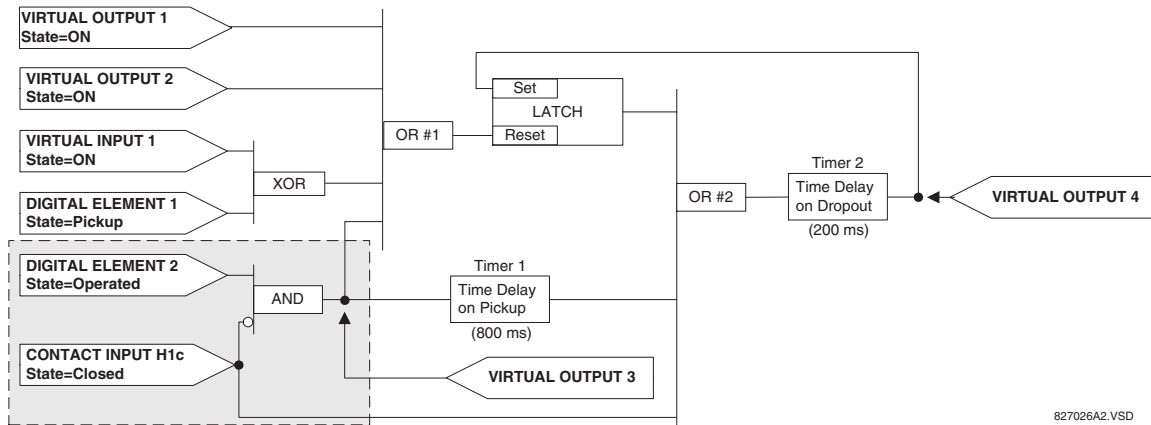 VIRTUAL OUTPUT 1
State=ON
VIRTUAL OUTPUT 2
State=ON
VIRTUAL INPUT 1
State=ON
DIGITAL ELEMENT 1
State=Pickup
DIGITAL ELEMENT 2
State=Operated
CONTACT INPUT H1c
State=Closed
XOR
AND
OR #1
Set
LATCH
Reset
Timer 1
Time Delay
on Pickup
(800 ms)
VIRTUAL OUTPUT 3
OR #2
Timer 2
Time Delay
on Dropout
(200 ms)
VIRTUAL OUTPUT 4
827026A2.VSD